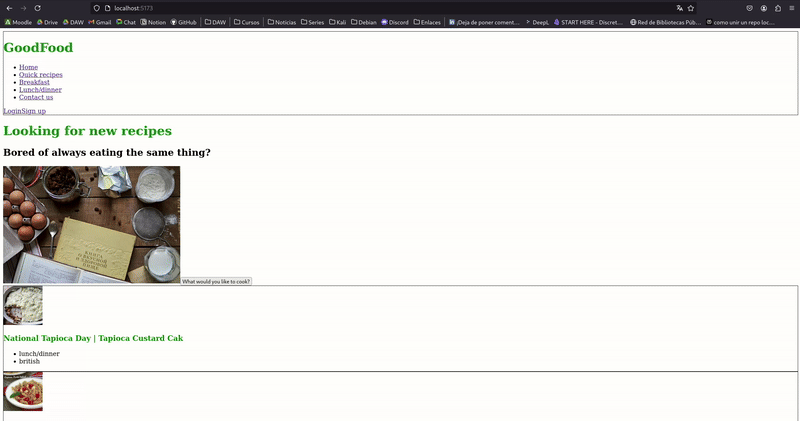 localhost:5173
Moodle Drive DAW Gmail Chat Notion GitHub DAW Cursos Noticias Series Kali Debian Discord Enlaces ¡Deja de poner coment... DeepL START HERE - Discret... Red de Bibliotecas Púb... como unir un repo loc...
GoodFood
Home
Quick recipes
Breakfast
Lunch/dinner
Contact us
LoginSign up
Looking for new recipes
Bored of always eating the same thing?
What would you like to cook?
National Tapioca Day | Tapioca Custard Cak
lunch/dinner
british